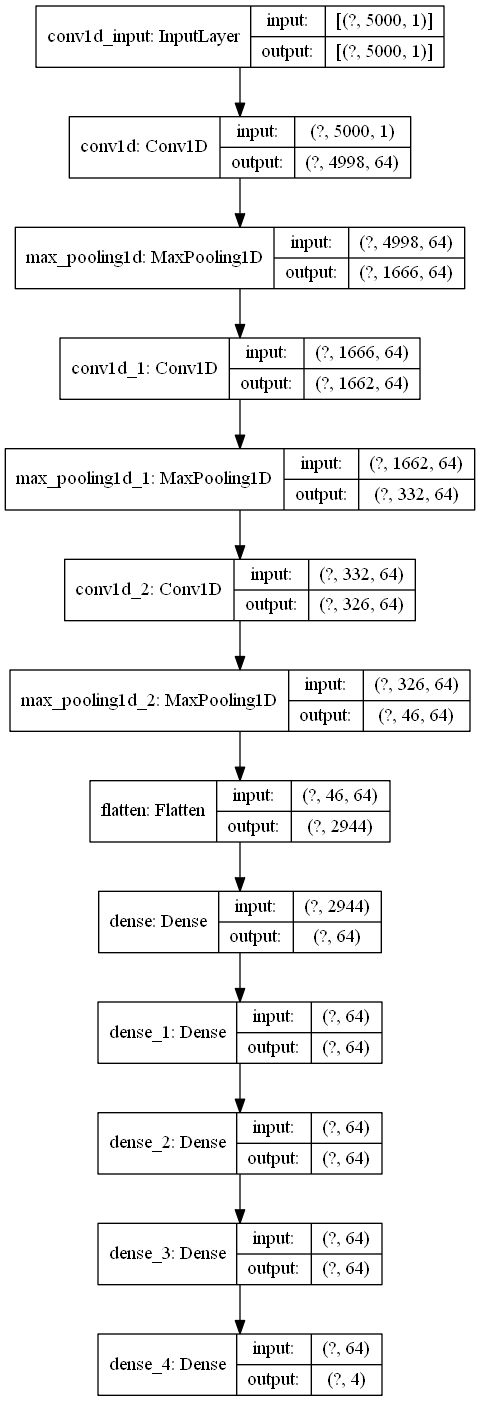 conv1d_input: InputLayer
input: [(?, 5000, 1)]
output: [(?, 5000, 1)]
conv1d: Conv1D
input: (?, 5000, 1)
output: (?, 4998, 64)
max_pooling1d: MaxPooling1D
input: (?, 4998, 64)
output: (?, 1666, 64)
conv1d_1: Conv1D
input: (?, 1666, 64)
output: (?, 1662, 64)
max_pooling1d_1: MaxPooling1D
input: (?, 1662, 64)
output: (?, 332, 64)
conv1d_2: Conv1D
input: (?, 332, 64)
output: (?, 326, 64)
max_pooling1d_2: MaxPooling1D
input: (?, 326, 64)
output: (?, 46, 64)
flatten: Flatten
input: (?, 46, 64)
output: (?, 2944)
dense: Dense
input: (?, 2944)
output: (?, 64)
dense_1: Dense
input: (?, 64)
output: (?, 64)
dense_2: Dense
input: (?, 64)
output: (?, 64)
dense_3: Dense
input: (?, 64)
output: (?, 64)
dense_4: Dense
input: (?, 64)
output: (?, 4)